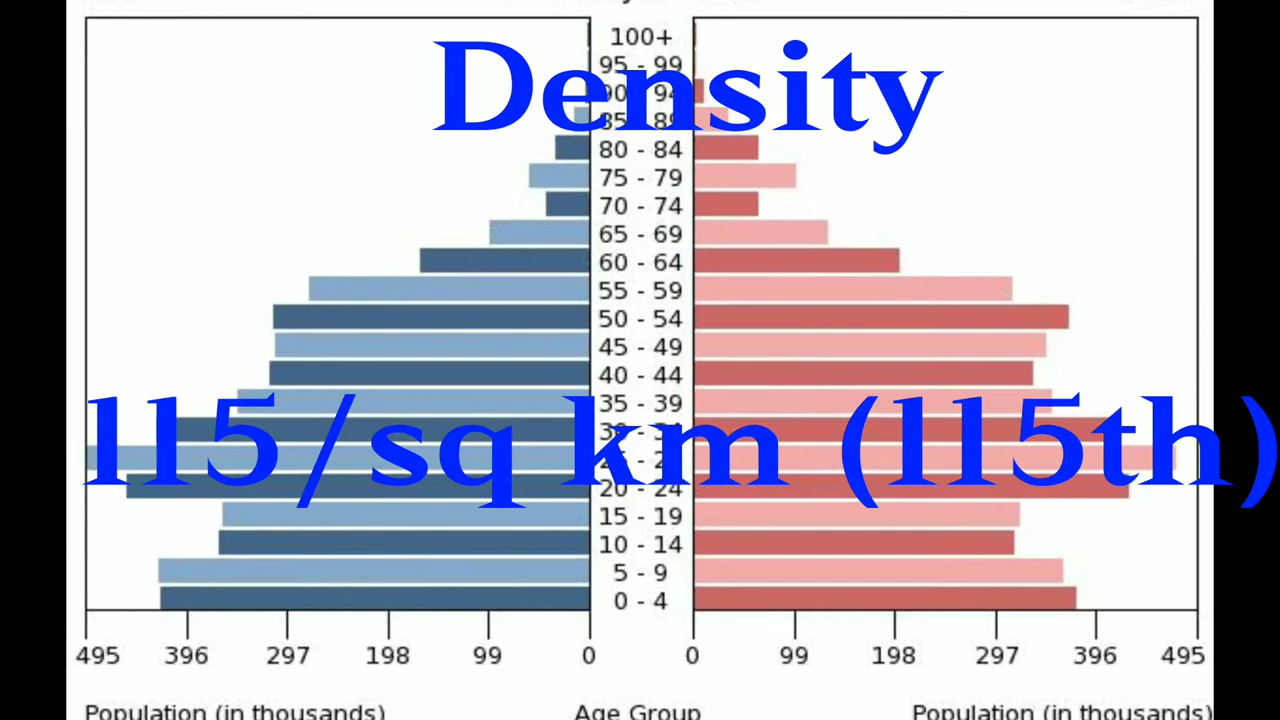 100+
Density
95 - 99
80 - 84
75 - 79
70 - 74
65 - 69
60 - 64
55 - 59
50 - 54
45 - 49
40 - 44
35 - 39
115/sq km (115th)
20 - 24
15 - 19
10 - 14
5 - 9
0 - 4
495 396 297 198 99 0 0 99 198 297 396 495
Population (in thousands) Age Group Population (in thousands)